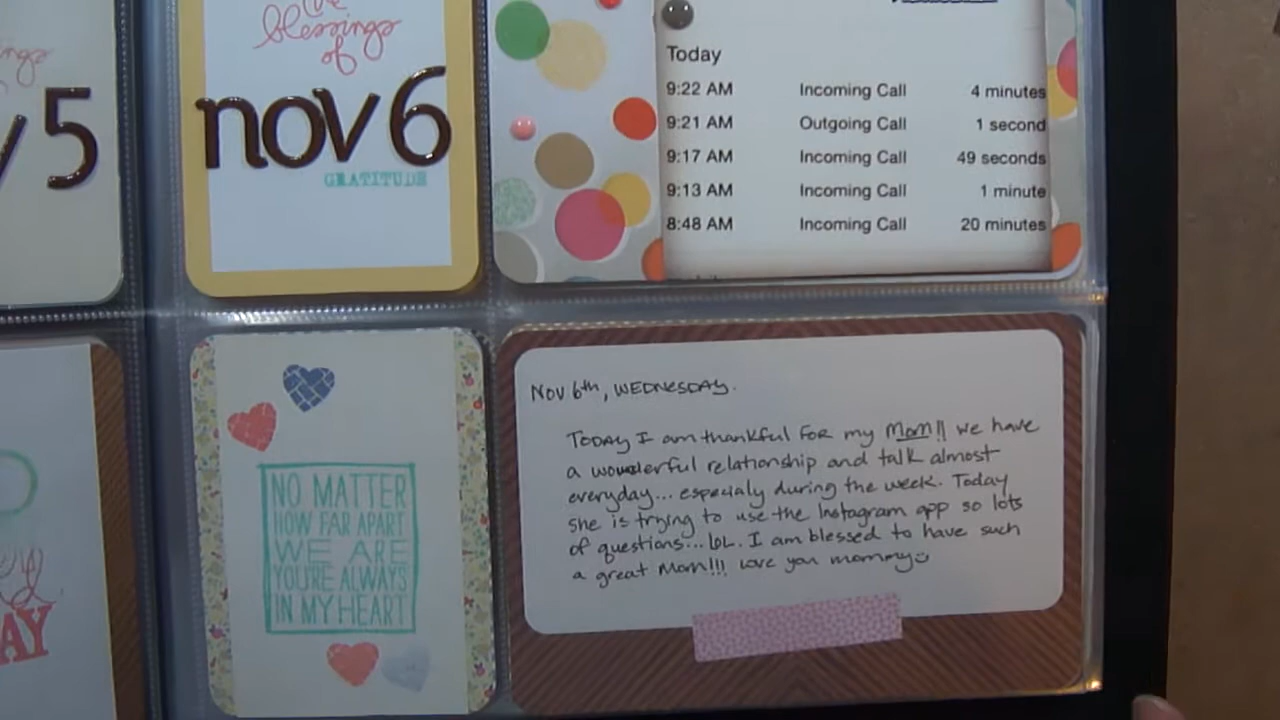 blessings
of
nov 6
GRATITUDE
5
Today
9:22 AM Incoming Call 4 minutes
9:21 AM Outgoing Call 1 second
9:17 AM Incoming Call 49 seconds
9:13 AM Incoming Call 1 minute
8:48 AM Incoming Call 20 minutes
AY
NO MATTER
HOW FAR APART
WE ARE
YOU'RE ALWAYS
IN MY HEART
Nov 6th, WEDNESDAY.
TODAY I am thankful FOR my Mom!! we have
a wonderful relationship and talk almost
everyday... especialy during the week. Today
she is trying to use the Instagram app so lots
of questions... LOL. I am blessed to have such
a great Mom!!! Love you mommy